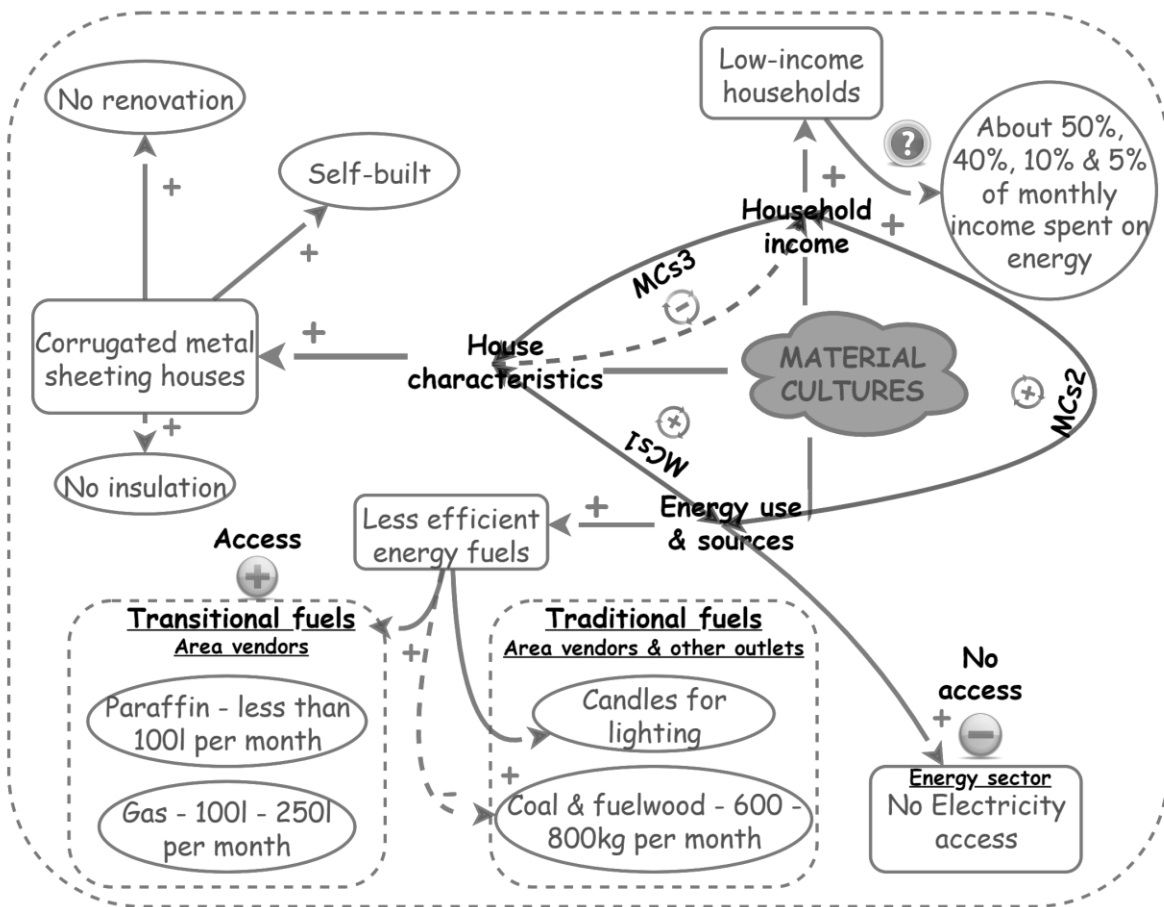 No renovation
Self-built
Low-income
households
?
About 50%,
40%, 10% & 5%
of monthly
income spent on
energy
+
+
+
+
Household
income
MCs3
−
Corrugated metal
sheeting houses
+
House
characteristics
MATERIAL
CULTURES
+
MCs2
+
MCs1
+
No insulation
Less efficient
energy fuels
+
Energy use
& sources
Access
+
Transitional fuels
Area vendors
+
Paraffin - less than
100l per month
Gas - 100l - 250l
per month
Traditional fuels
Area vendors & other outlets
Candles for
lighting
+
-
Coal & fuelwood - 600 -
800kg per month
No
access
+
−
Energy sector
No Electricity
access